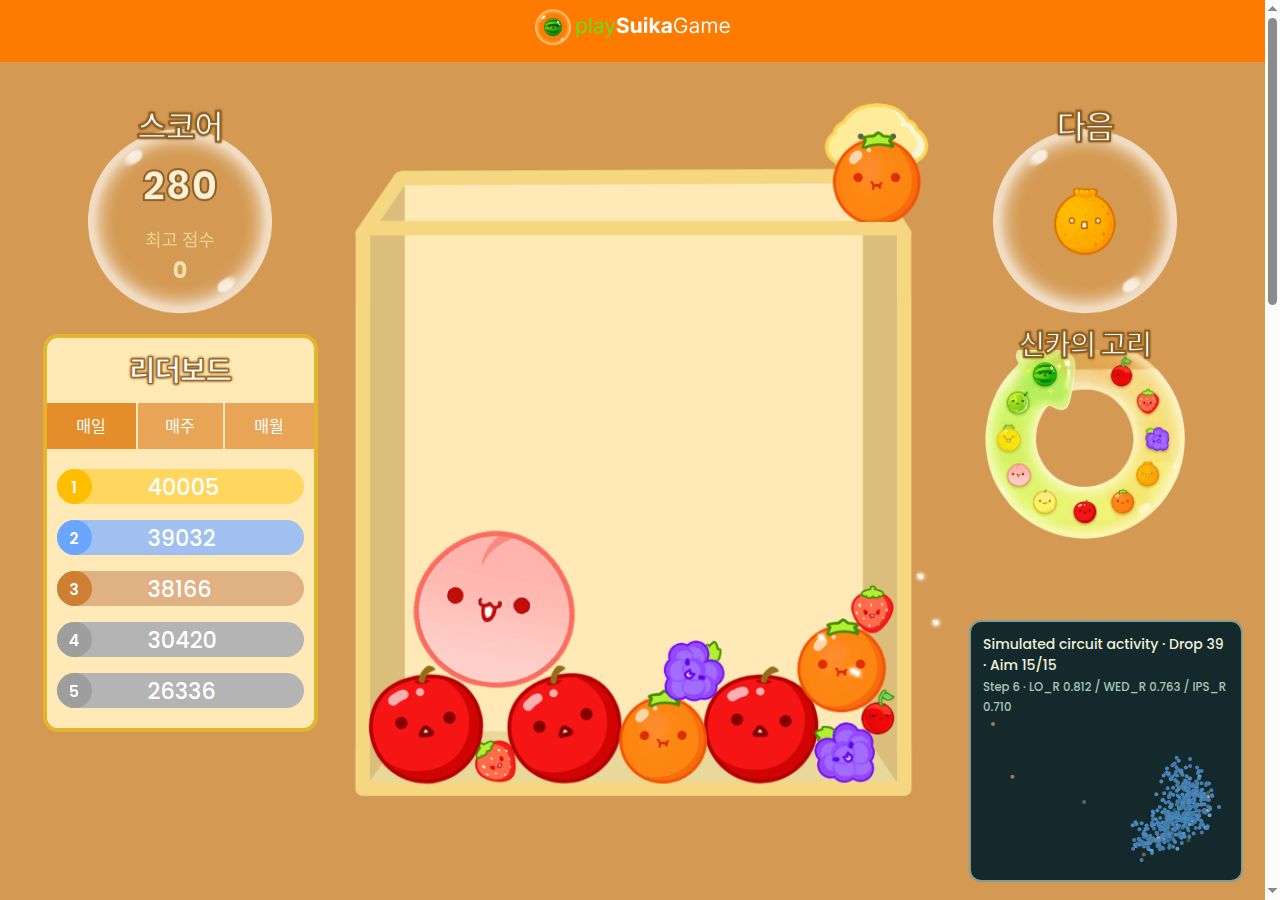 playSuikaGame
스코어
280
최고 점수
0
다음
신카의 고리
리더보드
매일 매주 매월
1 40005
2 39032
3 38166
4 30420
5 26336
Simulated circuit activity · Drop 39
· Aim 15/15
Step 6 · LO_R 0.812 / WED_R 0.763 / IPS_R
0.710